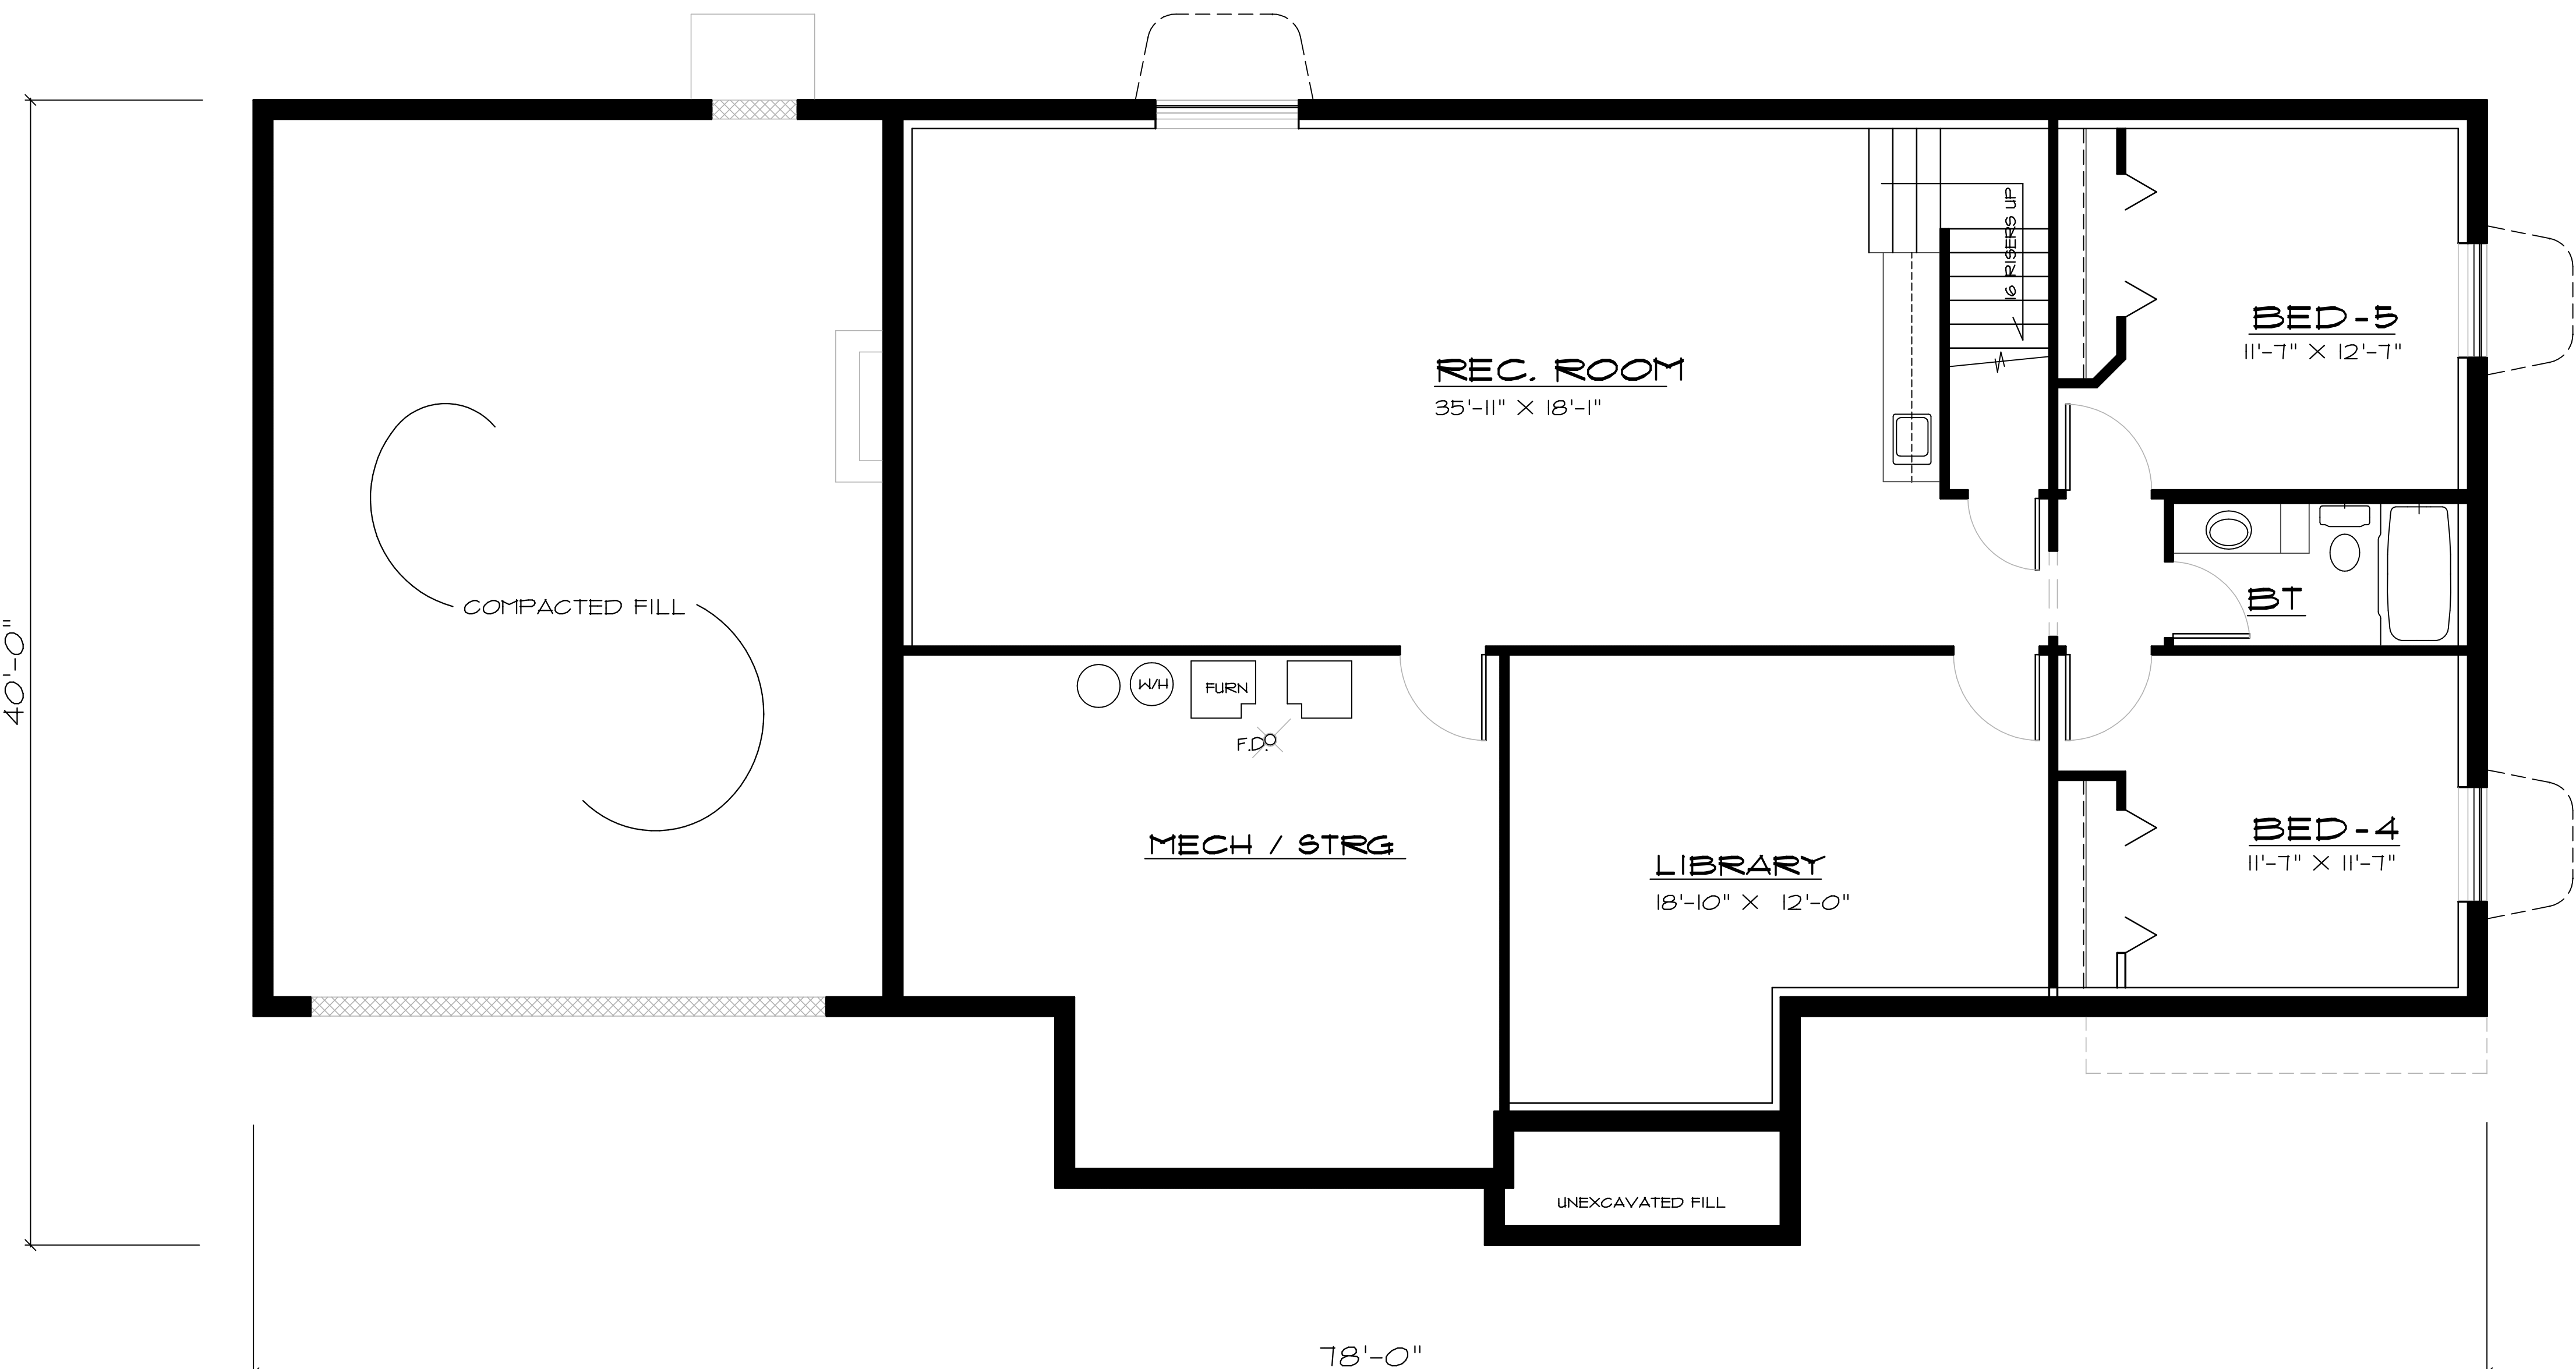 16 RISERS UP
BED-5
11'-7" X 12'-7"
REC. ROOM
35'-11" X 18'-1"
COMPACTED FILL
BT
40'-0"
W/H
FURN
F.D.
MECH / STRG
LIBRARY
18'-10" X 12'-0"
BED-4
11'-7" X 11'-7"
UNEXCAVATED FILL
78'-0"